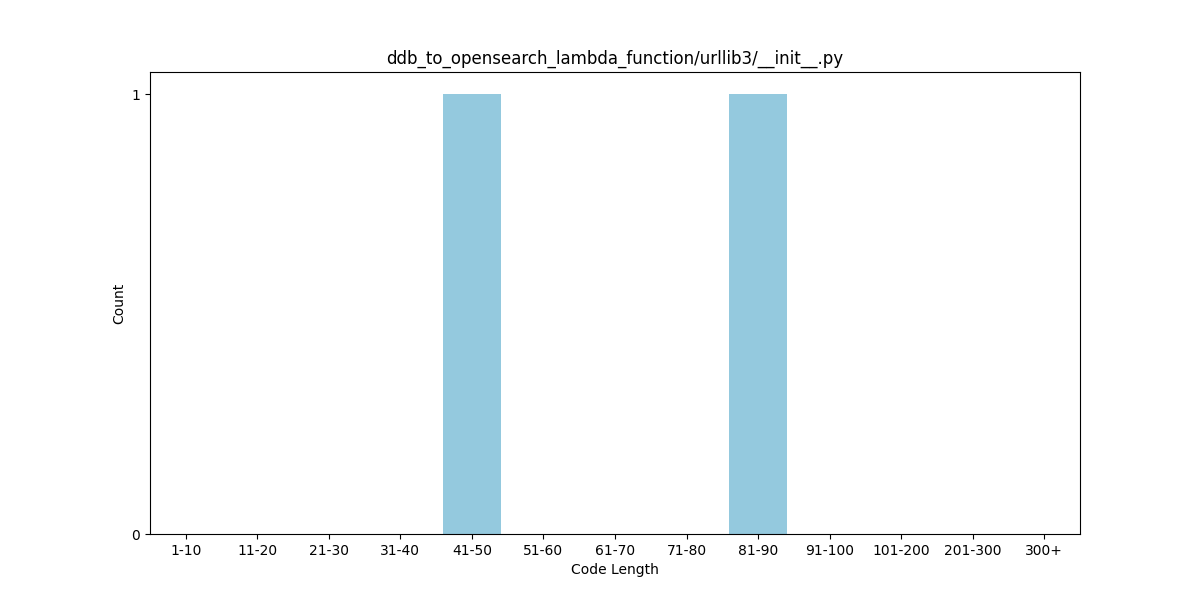 ddb_to_opensearch_lambda_function/urllib3/__init__.py
1
Count
0
1-10 11-20 21-30 31-40 41-50 51-60 61-70 71-80 81-90 91-100 101-200 201-300 300+
Code Length